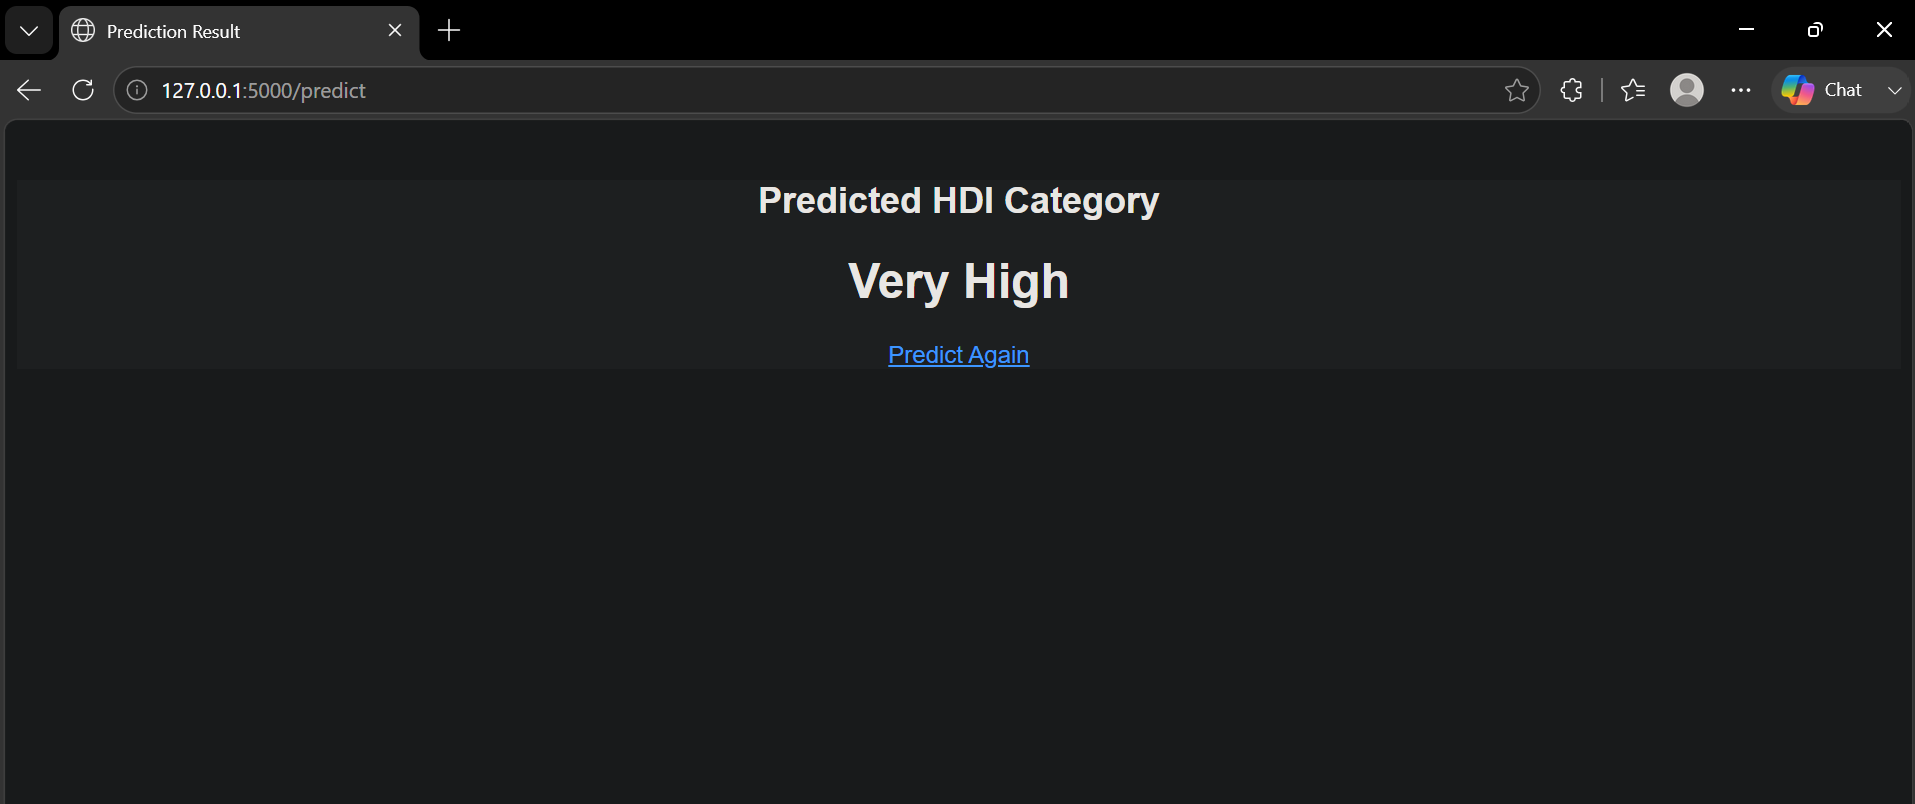 Prediction Result
127.0.0.1:5000/predict
Chat
Predicted HDI Category
Very High
Predict Again